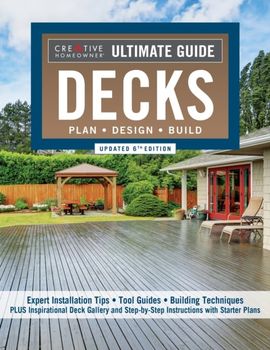 CREATIVE
HOMEOWNER® ULTIMATE GUIDE
DECKS
PLAN • DESIGN • BUILD
UPDATED 6TH EDITION
Expert Installation Tips • Tool Guides • Building Techniques
PLUS Inspirational Deck Gallery and Step-by-Step Instructions with Starter Plans